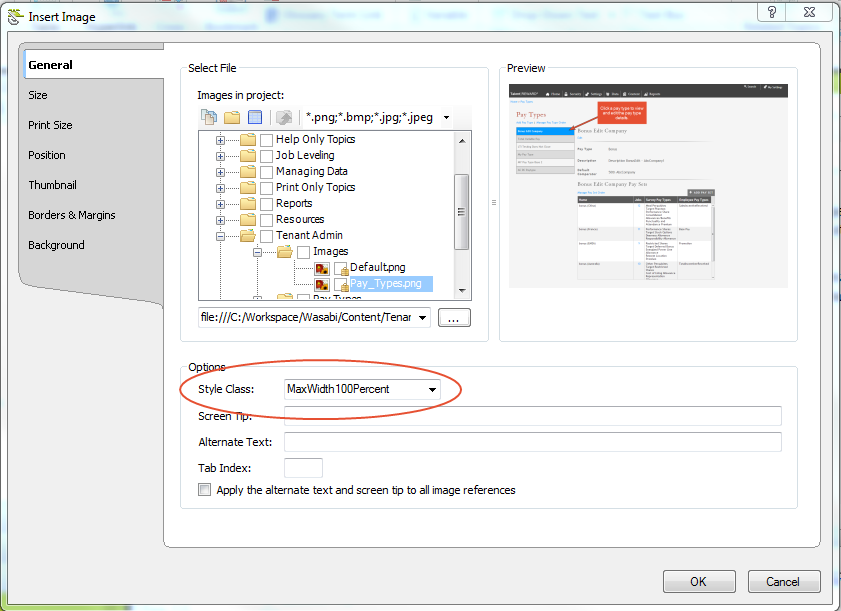 Insert Image
General
Size
Print Size
Position
Thumbnail
Borders & Margins
Background
Select File
Images in project:
*.png;*.bmp;*.jpg;*.jpeg
Help Only Topics
Job Leveling
Managing Data
Print Only Topics
Reports
Resources
Tenant Admin
Images
Default.png
Pay_Types.png
Pay Types
file:///C:/Workspace/Wasabi/Content/Tenar
...
Preview
Pay Types
Click a pay type to view
and edit the pay type
details.
Bonus Edit Company
Pay Type
Bonus
Description
Bonus Edit Company Pay Sets
Options
Style Class:
MaxWidth100Percent
Screen Tip:
Alternate Text:
Tab Index:
Apply the alternate text and screen tip to all image references
OK
Cancel